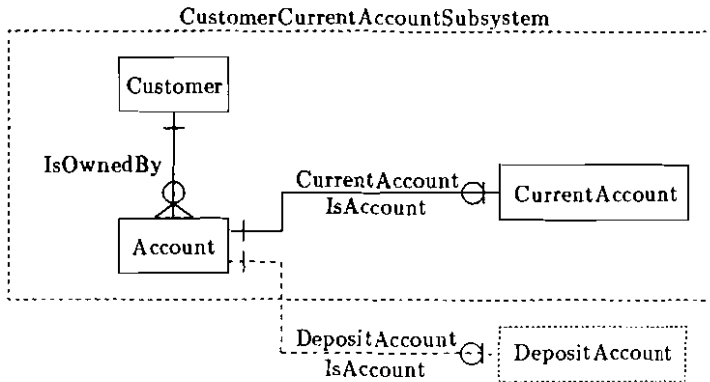 CustomerCurrentAccountSubsystem
Customer
IsOwnedBy
CurrentAccount
IsAccount
CurrentAccount
Account
DepositAccount
IsAccount
DepositAccount